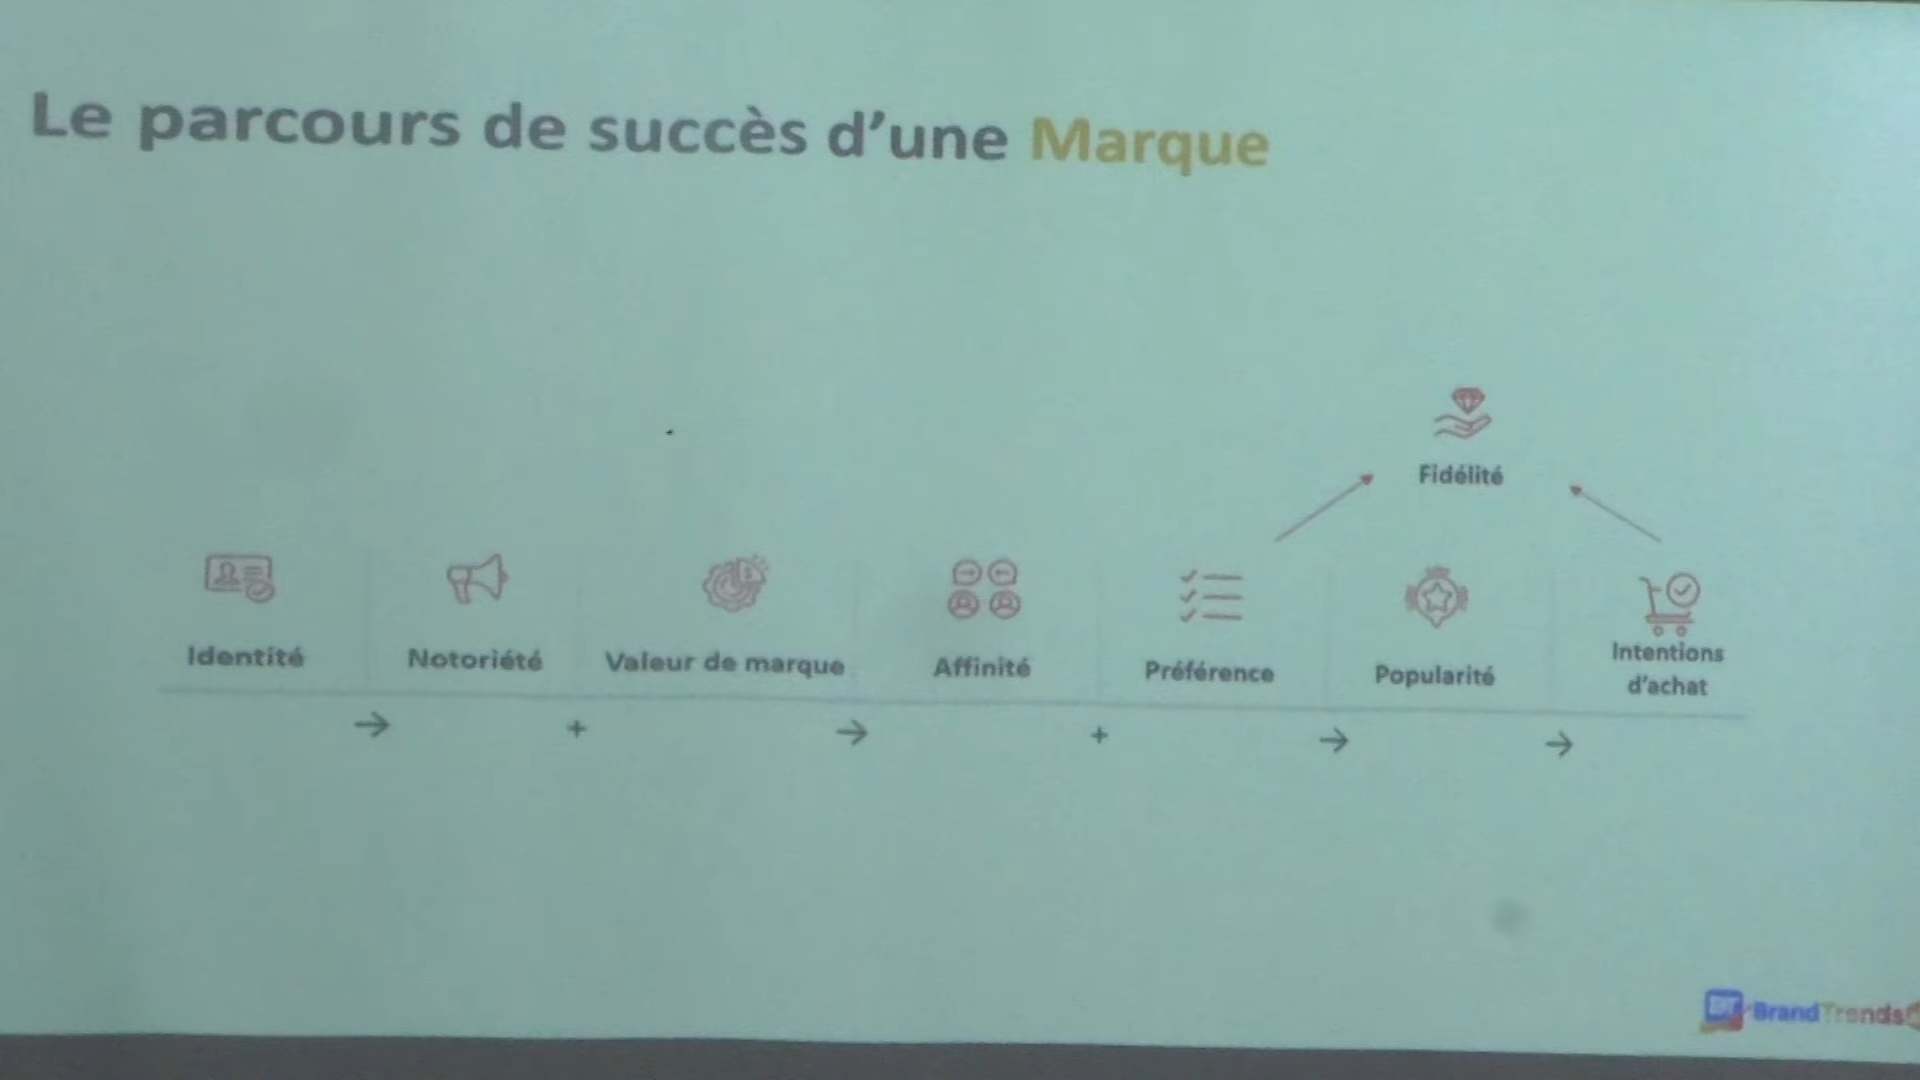 Le parcours de succès d'une Marque
Fidélité
Identité
Notoriété
Valeur de marque
Affinité
Préférence
Popularité
Intentions
d'achat
→ + → + → →
BrandTrends